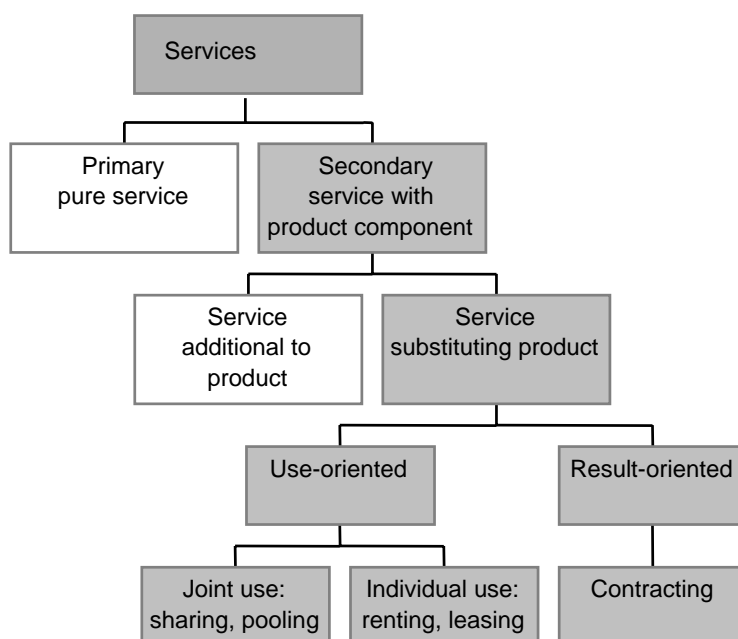 Services
Primary
pure service
Secondary
service with
product component
Service
additional to
product
Service
substituting product
Use-oriented
Result-oriented
Joint use:
sharing, pooling
Individual use:
renting, leasing
Contracting